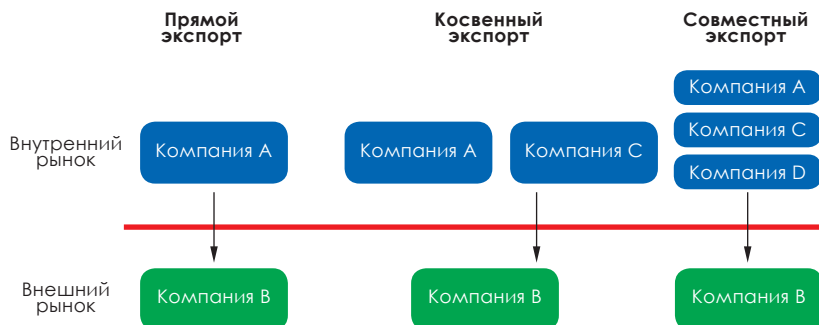 Прямой
экспорт
Косвенный
экспорт
Совместный
экспорт
Внутренний
рынок
Компания A
Компания A
Компания C
Компания A
Компания C
Компания D
Внешний
рынок
Компания B
Компания B
Компания B